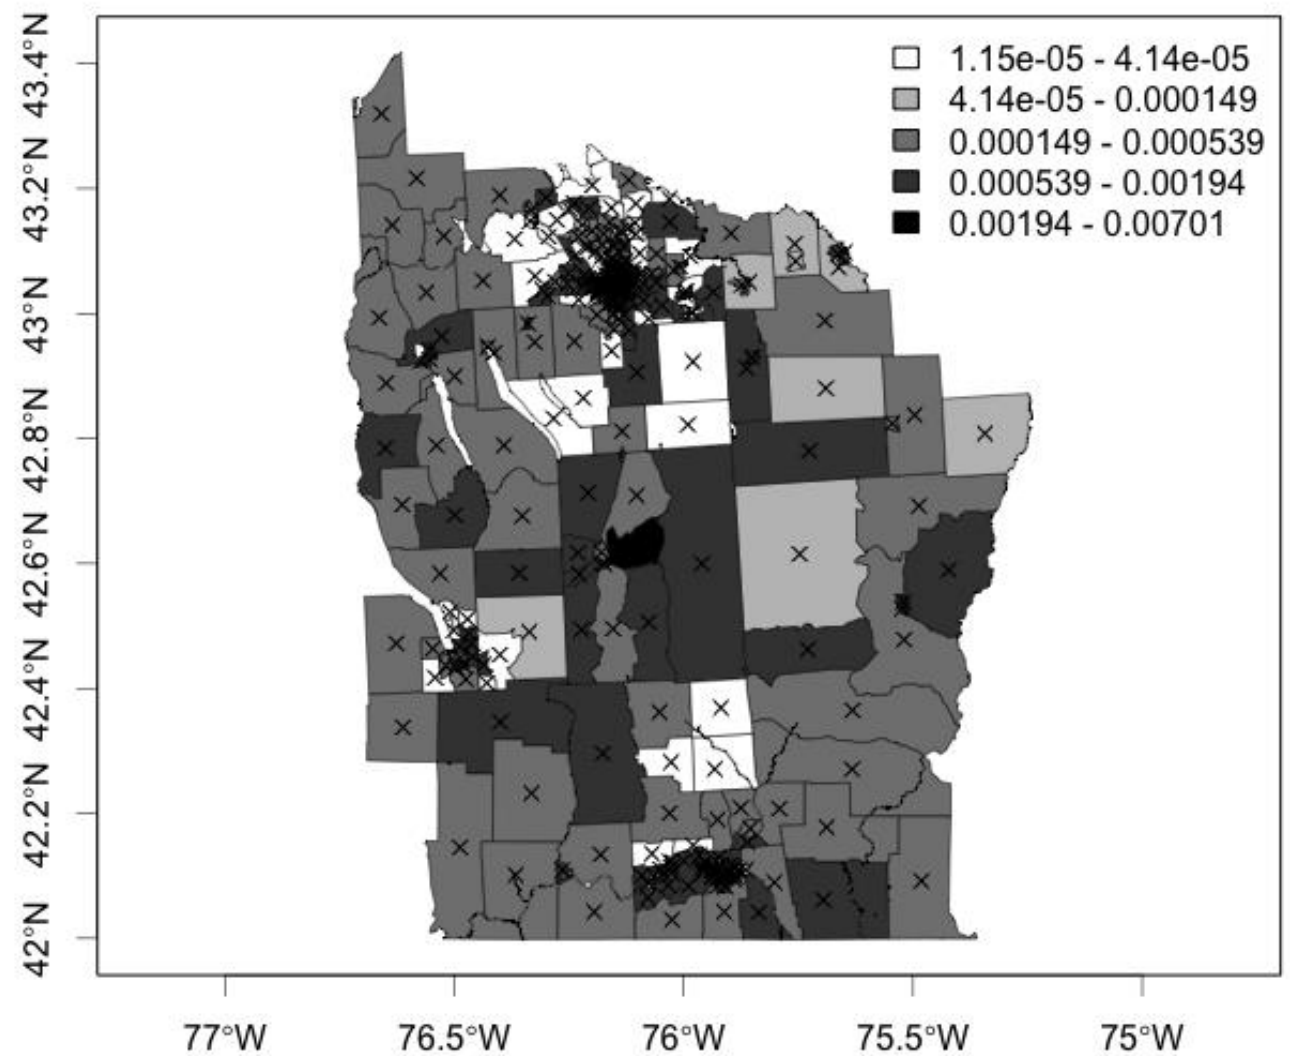 1.15e-05 - 4.14e-05
4.14e-05 - 0.000149
0.000149 - 0.000539
0.000539 - 0.00194
0.00194 - 0.00701
43.4°N
43.2°N
43°N
42.8°N
42.6°N
42.4°N
42.2°N
42°N
77°W
76.5°W
76°W
75.5°W
75°W